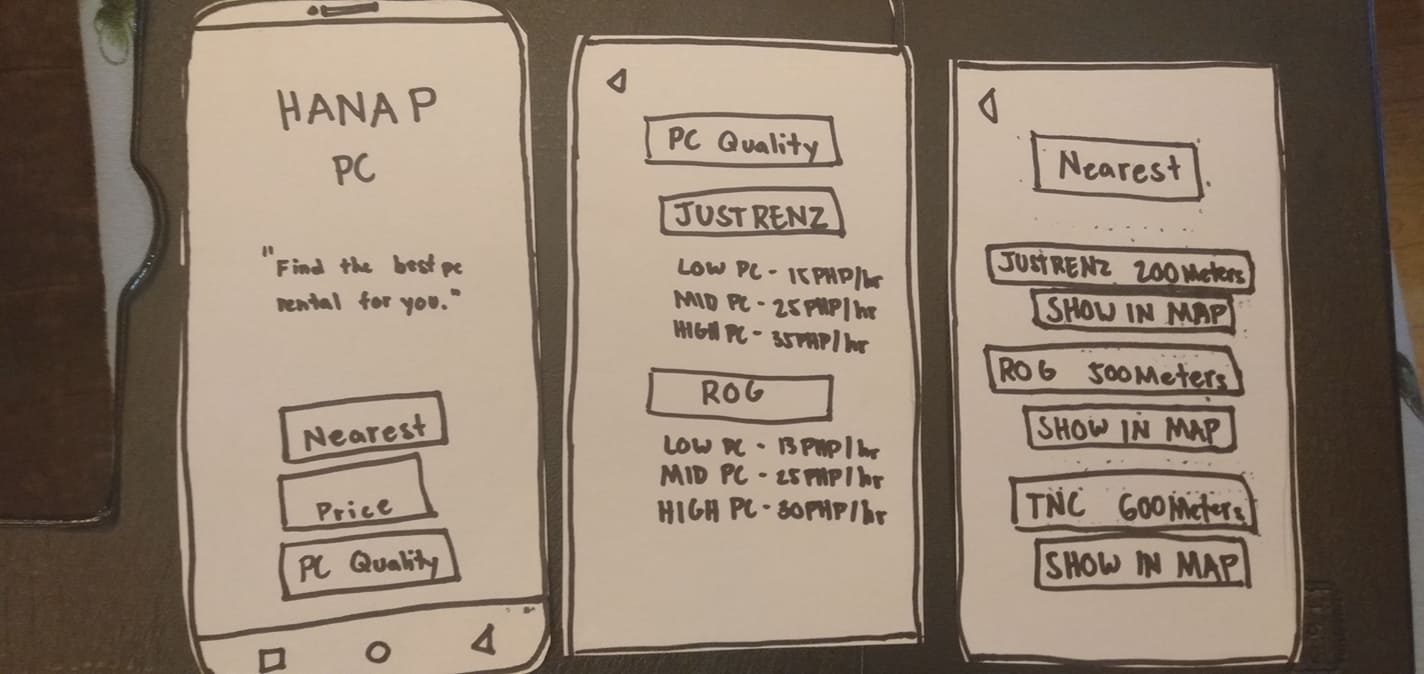 HANAP
PC
"Find the best pc
rental for you."
Nearest
Price
PC Quality
PC Quality
JUSTRENZ
LOW PC - 15PHP/hr
MID PC - 25PHP/hr
HIGH PC - 35PHP/hr
ROG
LOW PC - 13PHP/hr
MID PC - 25PHP/hr
HIGH PC - 30PHP/hr
Nearest
JUSTRENZ 200Meters
SHOW IN MAP
ROG 500Meters
SHOW IN MAP
TNC 600Meters
SHOW IN MAP